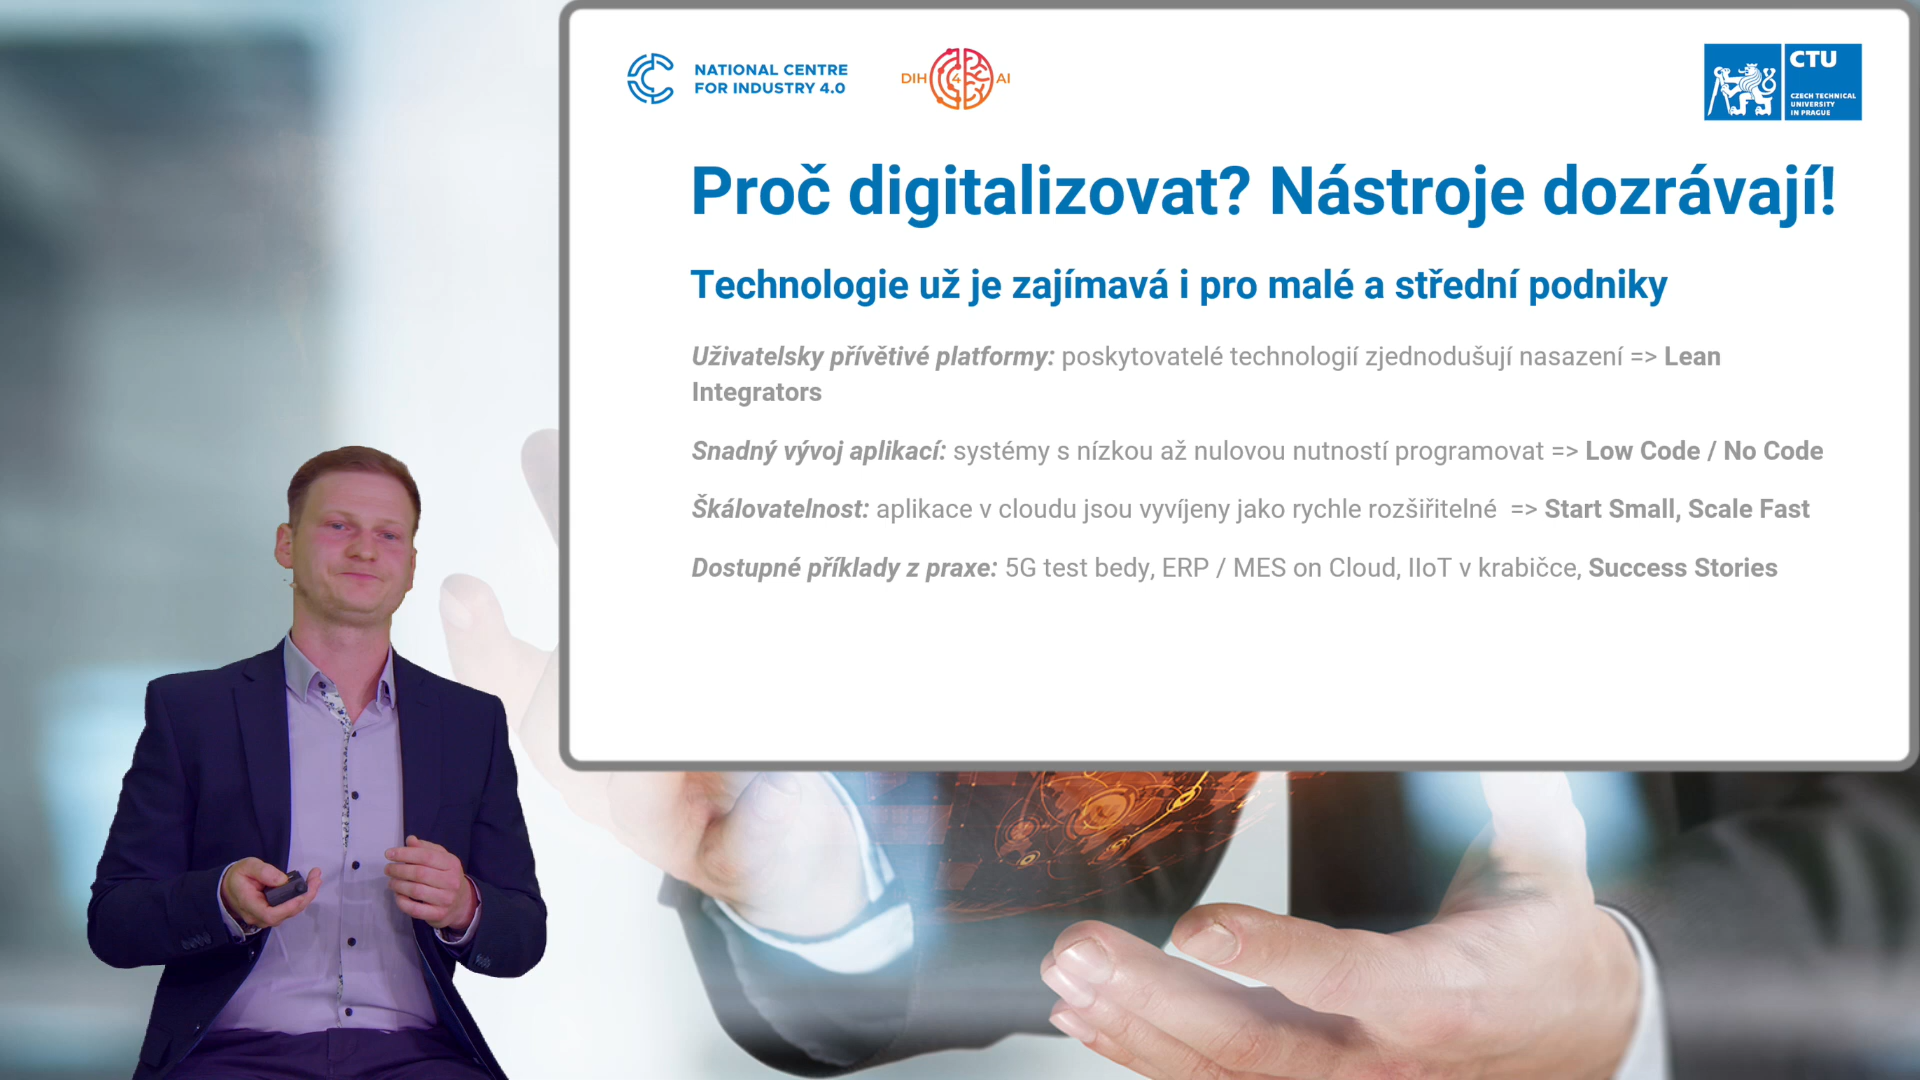 NATIONAL CENTRE
FOR INDUSTRY 4.0
DIH 4 AI
CTU
CZECH TECHNICAL
UNIVERSITY
IN PRAGUE
Proč digitalizovat? Nástroje dozrávají!
Technologie už je zajímavá i pro malé a střední podniky
Uživatelsky přívětivé platformy: poskytovatelé technologií zjednodušují nasazení => Lean
Integrators
Snadný vývoj aplikací: systémy s nízkou až nulovou nutností programovat => Low Code / No Code
Škálovatelnost: aplikace v cloudu jsou vyvíjeny jako rychle rozšiřitelné  => Start Small, Scale Fast
Dostupné příklady z praxe: 5G test bedy, ERP / MES on Cloud, IIoT v krabičce, Success Stories